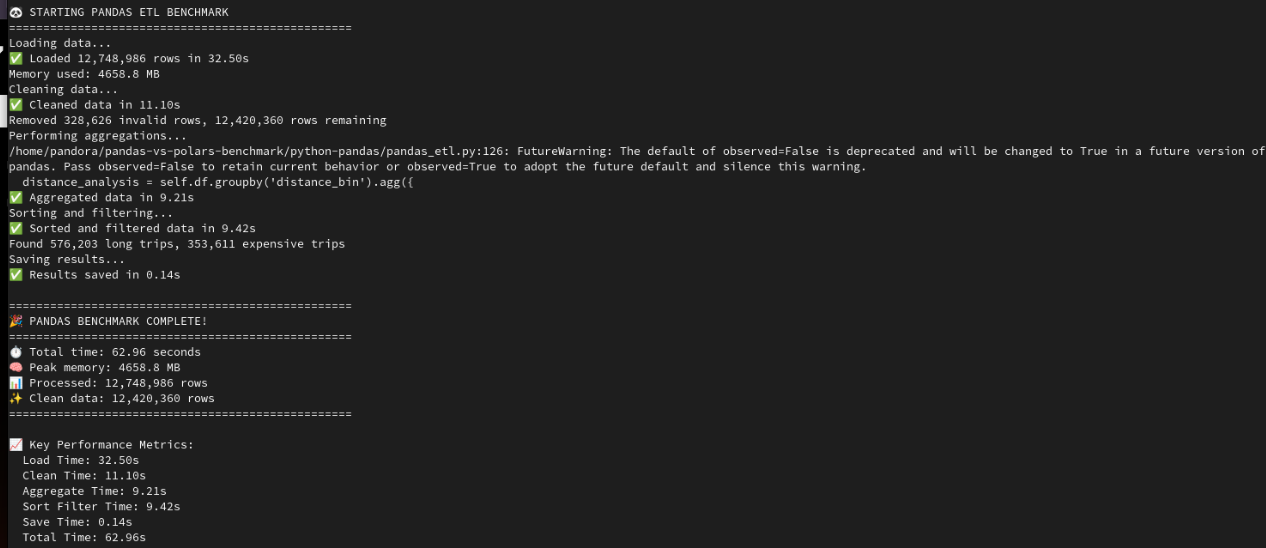 🐼 STARTING PANDAS ETL BENCHMARK
==================================================
Loading data...
✅ Loaded 12,748,986 rows in 32.50s
Memory used: 4658.8 MB
Cleaning data...
✅ Cleaned data in 11.10s
Removed 328,626 invalid rows, 12,420,360 rows remaining
Performing aggregations...
/home/pandora/pandas-vs-polars-benchmark/python-pandas/pandas_etl.py:126: FutureWarning: The default of observed=False is deprecated and will be changed to True in a future version of
pandas. Pass observed=False to retain current behavior or observed=True to adopt the future default and silence this warning.
  distance_analysis = self.df.groupby('distance_bin').agg({
✅ Aggregated data in 9.21s
Sorting and filtering...
✅ Sorted and filtered data in 9.42s
Found 576,203 long trips, 353,611 expensive trips
Saving results...
✅ Results saved in 0.14s

==================================================
🎉 PANDAS BENCHMARK COMPLETE!
==================================================
⏱️ Total time: 62.96 seconds
🧠 Peak memory: 4658.8 MB
📊 Processed: 12,748,986 rows
✨ Clean data: 12,420,360 rows
==================================================

📈 Key Performance Metrics:
  Load Time: 32.50s
  Clean Time: 11.10s
  Aggregate Time: 9.21s
  Sort Filter Time: 9.42s
  Save Time: 0.14s
  Total Time: 62.96s